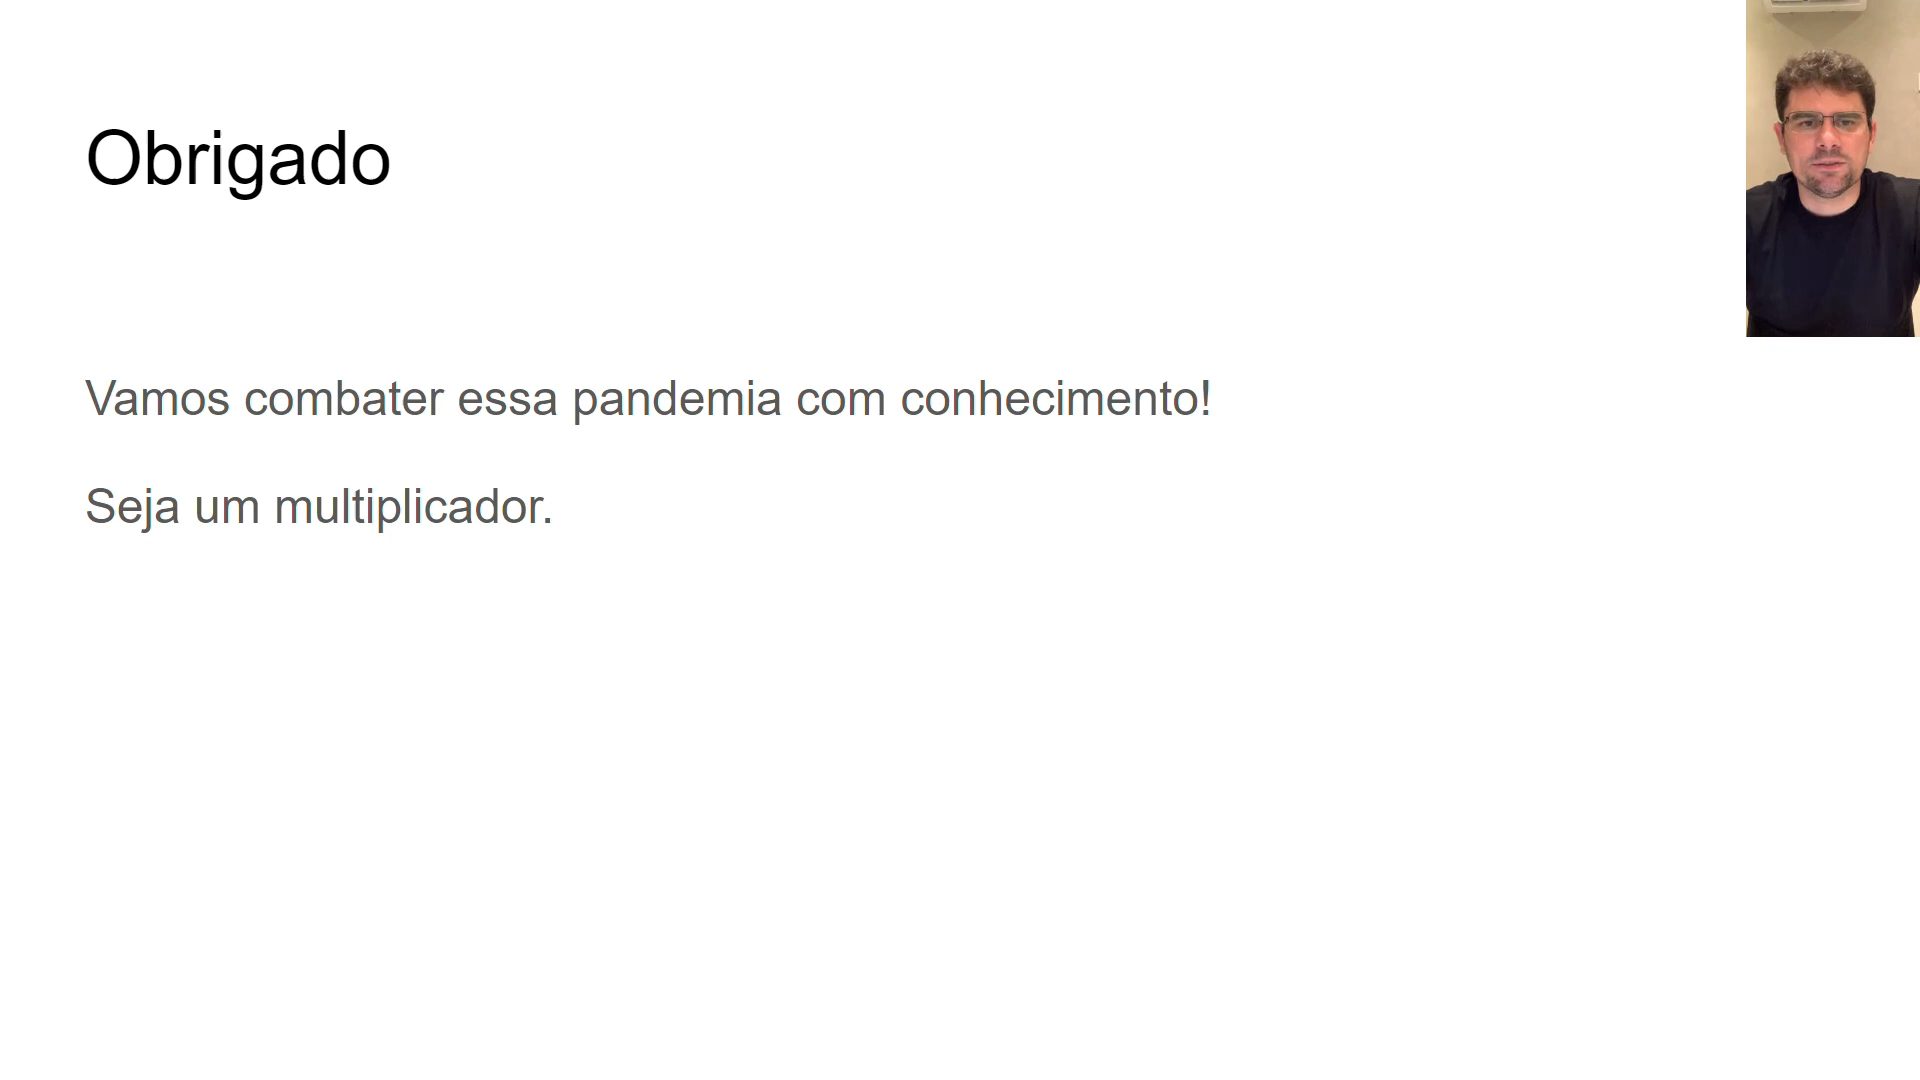 Obrigado
Vamos combater essa pandemia com conhecimento!
Seja um multiplicador.